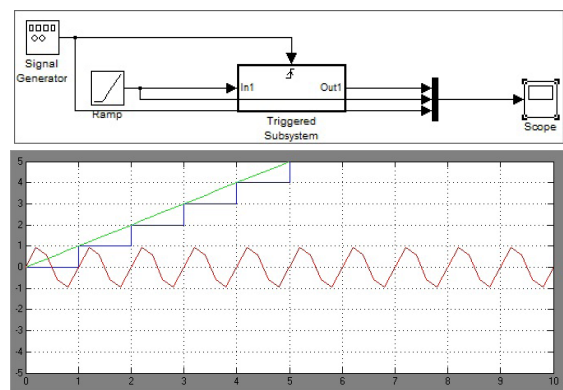 Signal
Generator
Ramp
In1
Out1
Triggered
Subsystem
Scope
5
4
3
2
1
0
-1
-2
-3
-4
-5
0 1 2 3 4 5 6 7 8 9 10